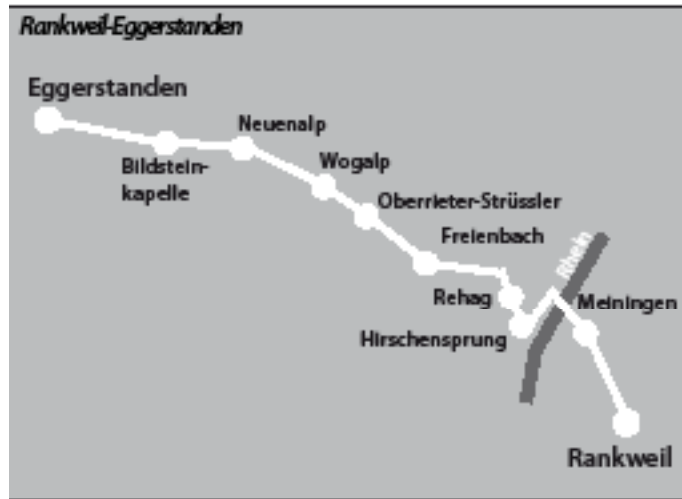 Rankweil-Eggerstanden
Eggerstanden
Neuenalp
Bildstein-
kapelle
Wogalp
Oberrieter-Strüssler
Freienbach
Rhein
Rehag
Meiningen
Hirschensprung
Rankweil